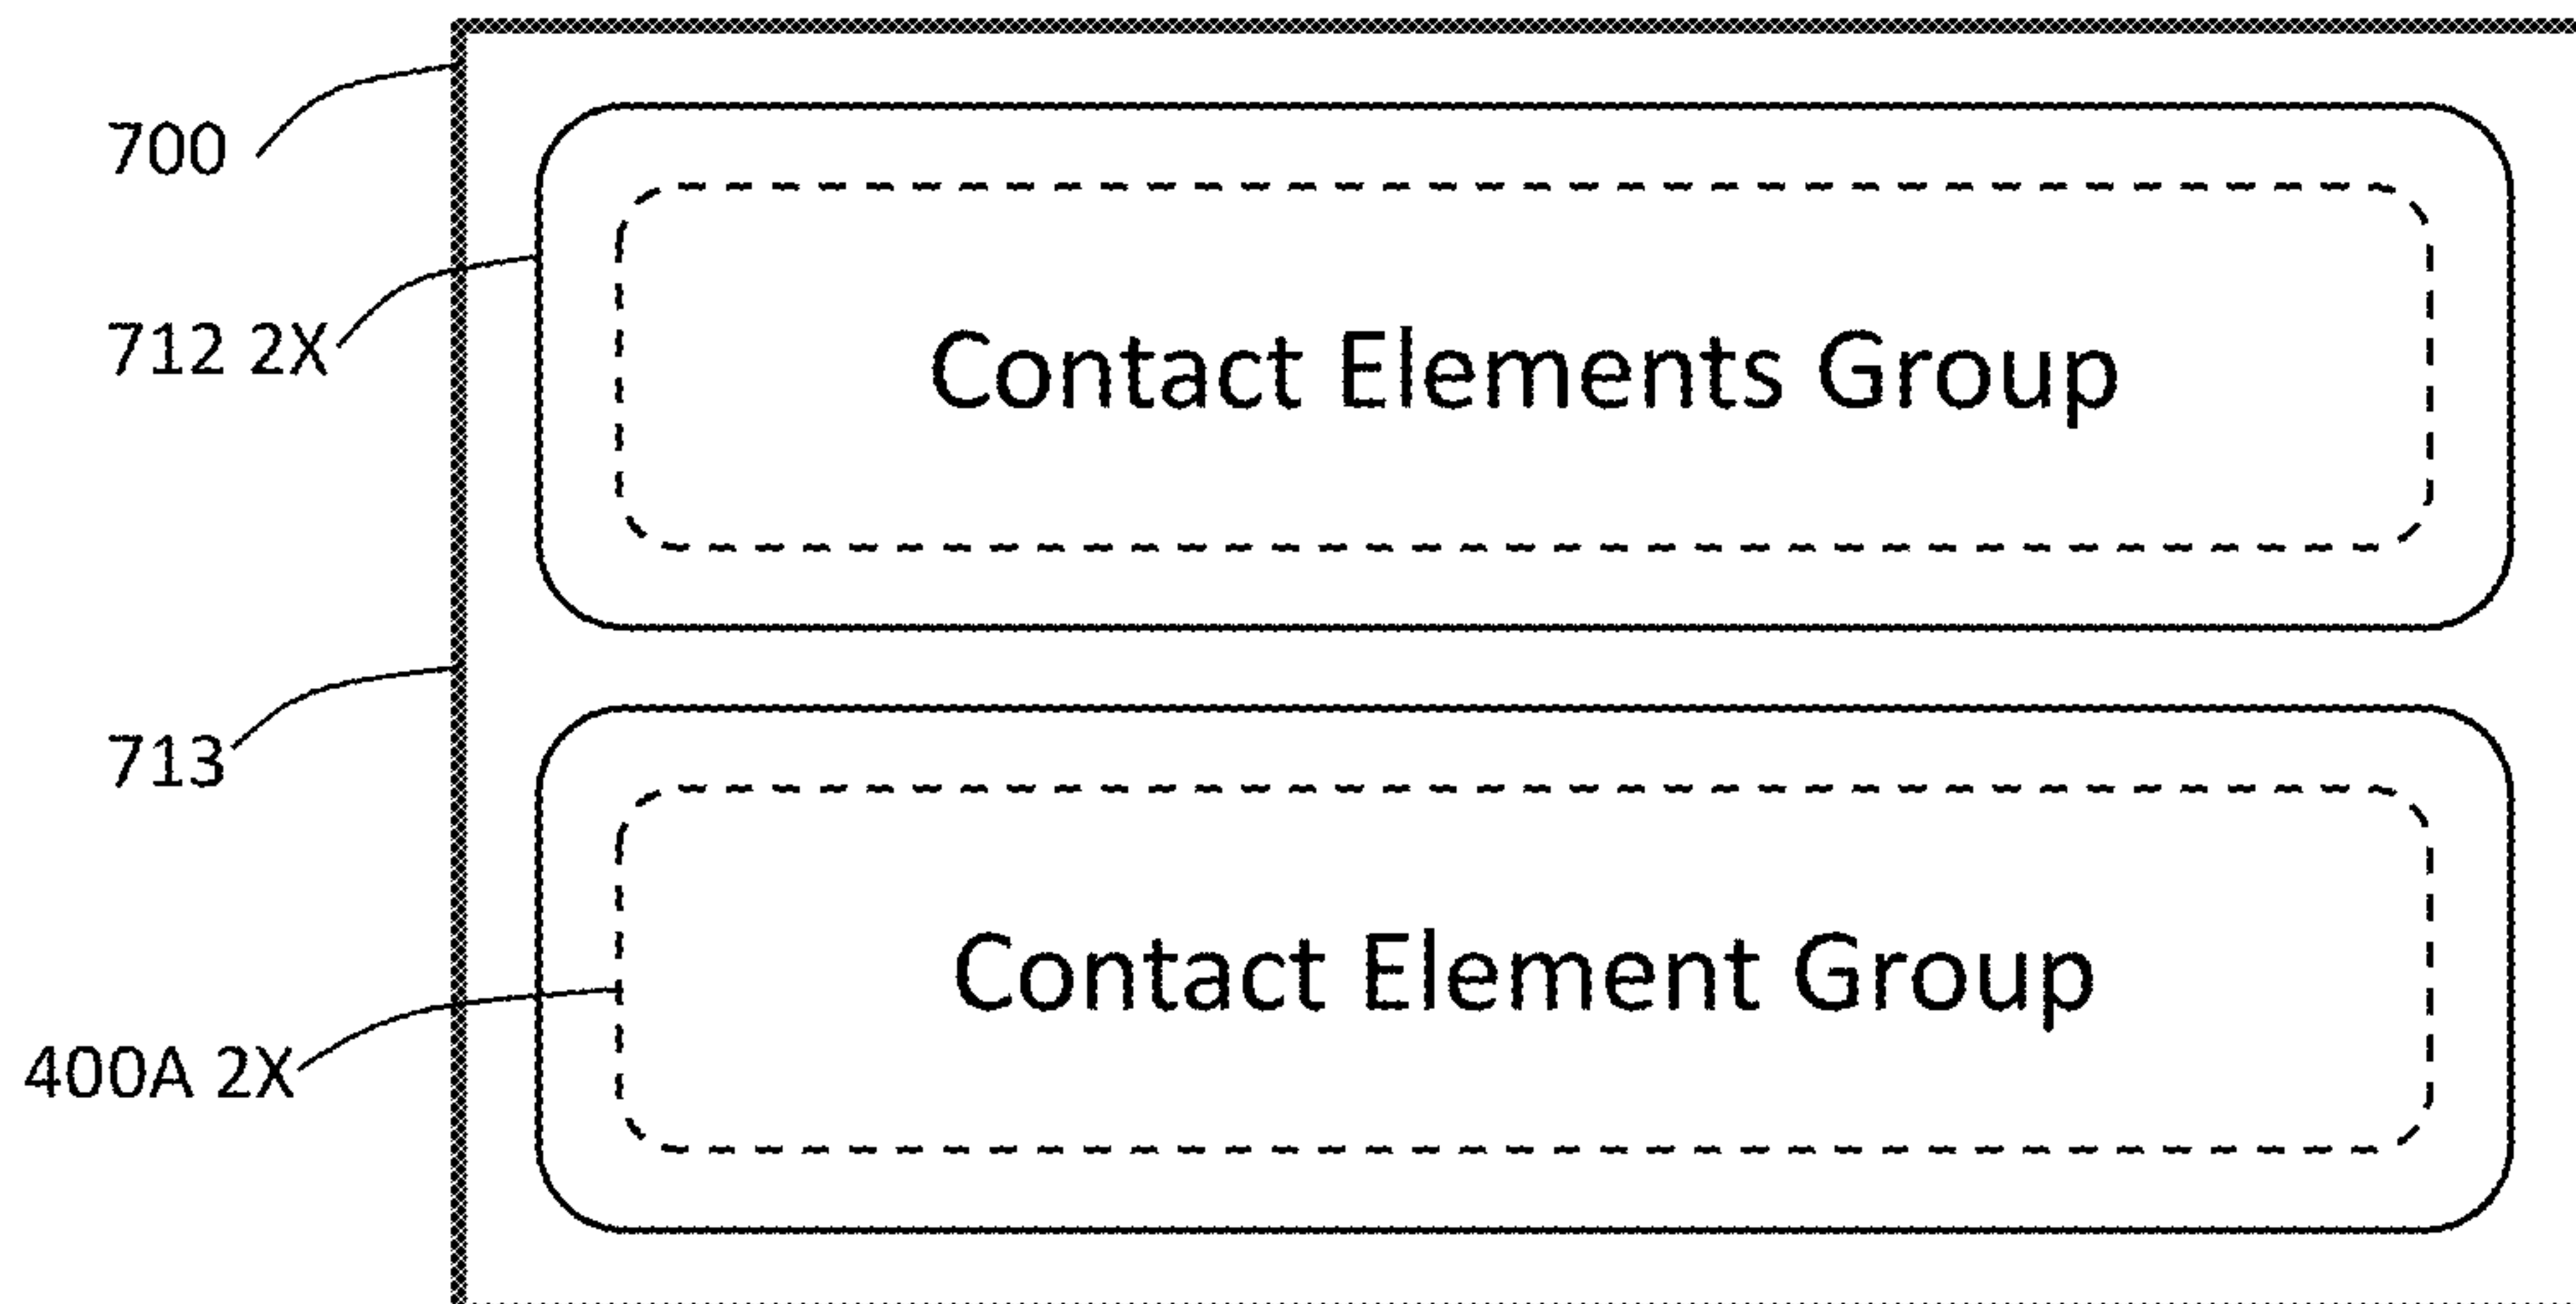 700
712 2X
Contact Elements Group
713
Contact Element Group
400A 2X